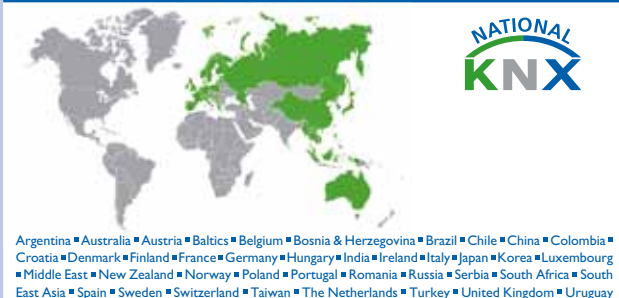 NATIONAL
KNX
Argentina ▪ Australia ▪ Austria ▪ Baltics ▪ Belgium ▪ Bosnia & Herzegovina ▪ Brazil ▪ Chile ▪ China ▪ Colombia ▪
Croatia ▪ Denmark ▪ Finland ▪ France ▪ Germany ▪ Hungary ▪ India ▪ Ireland ▪ Italy ▪ Japan ▪ Korea ▪ Luxembourg
▪ Middle East ▪ New Zealand ▪ Norway ▪ Poland ▪ Portugal ▪ Romania ▪ Russia ▪ Serbia ▪ South Africa ▪ South
East Asia ▪ Spain ▪ Sweden ▪ Switzerland ▪ Taiwan ▪ The Netherlands ▪ Turkey ▪ United Kingdom ▪ Uruguay